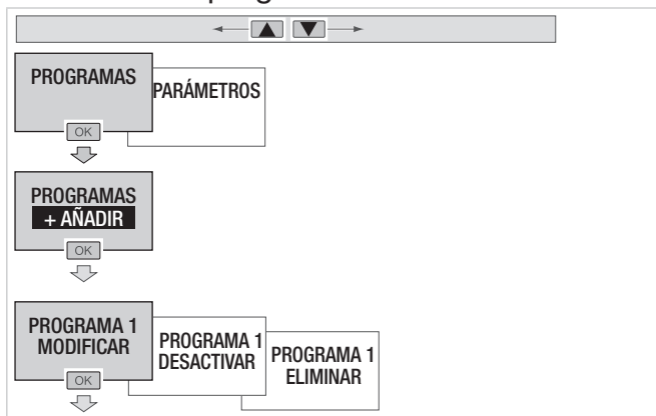 PROGRAMAS
PARÁMETROS
OK
PROGRAMAS
+ AÑADIR
OK
PROGRAMA 1
MODIFICAR
PROGRAMA 1
DESACTIVAR
PROGRAMA 1
ELIMINAR
OK